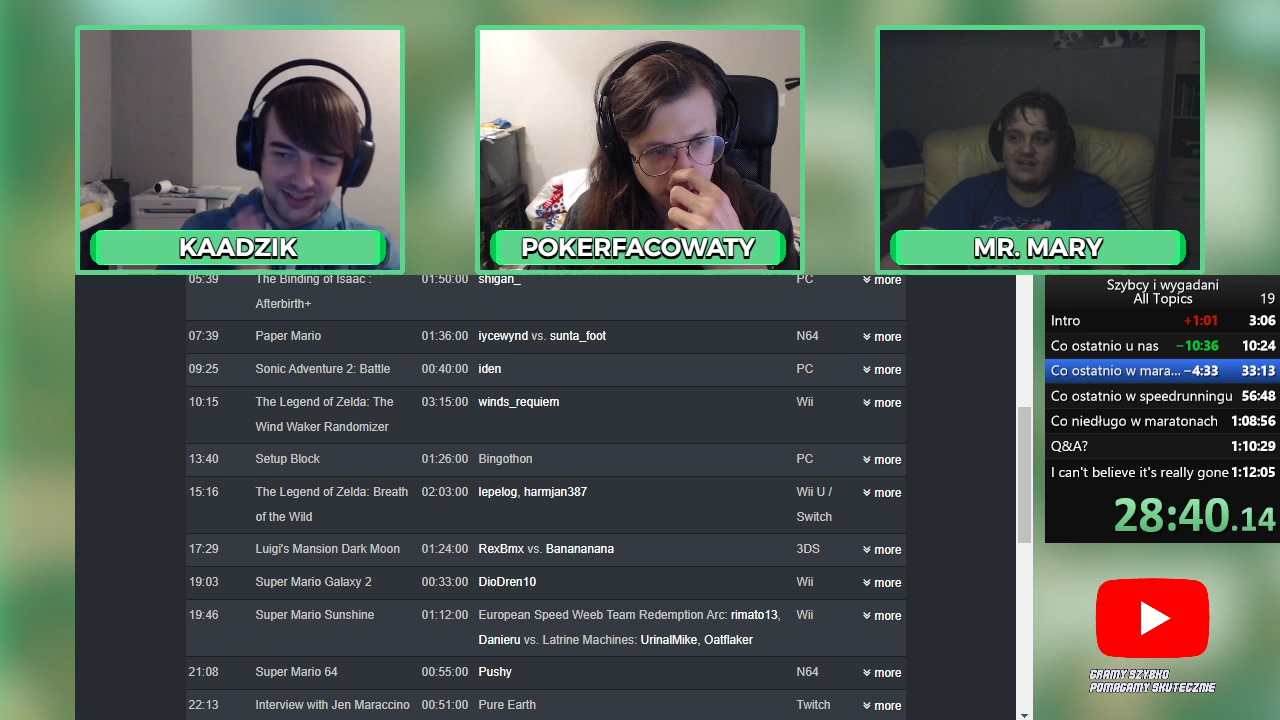 KAADZIK
POKERFACOWATY
MR. MARY
05:39 The Binding of Isaac : 01:50:00 shigan_ PC more
Afterbirth+
07:39 Paper Mario 01:36:00 iycewynd vs. sunta_foot N64 more
09:25 Sonic Adventure 2: Battle 00:40:00 iden PC more
10:15 The Legend of Zelda: The 03:15:00 winds_requiem Wii more
Wind Waker Randomizer
13:40 Setup Block 01:26:00 Bingothon PC more
15:16 The Legend of Zelda: Breath 02:03:00 lepelog, harmjan387 Wii U / more
of the Wild Switch
17:29 Luigi's Mansion Dark Moon 01:24:00 RexBmx vs. Banananana 3DS more
19:03 Super Mario Galaxy 2 00:33:00 DioDren10 Wii more
19:46 Super Mario Sunshine 01:12:00 European Speed Weeb Team Redemption Arc: rimato13, Wii more
Danieru vs. Latrine Machines: UrinalMike, Oatflaker
21:08 Super Mario 64 00:55:00 Pushy N64 more
22:13 Interview with Jen Maraccino 00:51:00 Pure Earth Twitch more
Szybcy i wygadani
All Topics 19
Intro +1:01 3:06
Co ostatnio u nas −10:36 10:24
Co ostatnio w mara... −4:33 33:13
Co ostatnio w speedrunningu 56:48
Co niedługo w maratonach 1:08:56
Q&A? 1:10:29
I can't believe it's really gone 1:12:05
28:40.14
GRAMY SZYBKO
POMAGAMY SKUTECZNIE